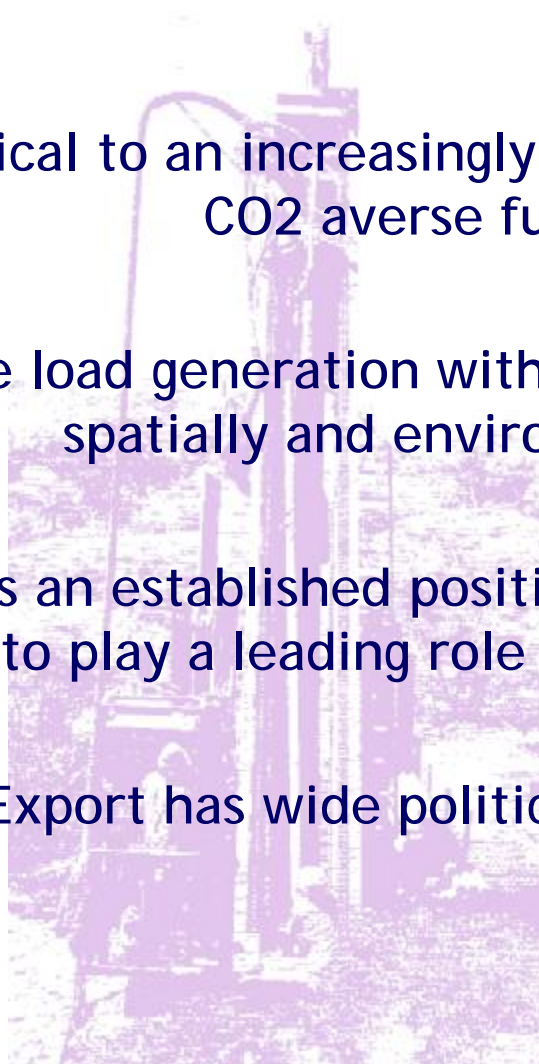 ical to an increasingly
CO2 averse fu
e load generation with
spatially and enviro
s an established positi
to play a leading role
Export has wide politic